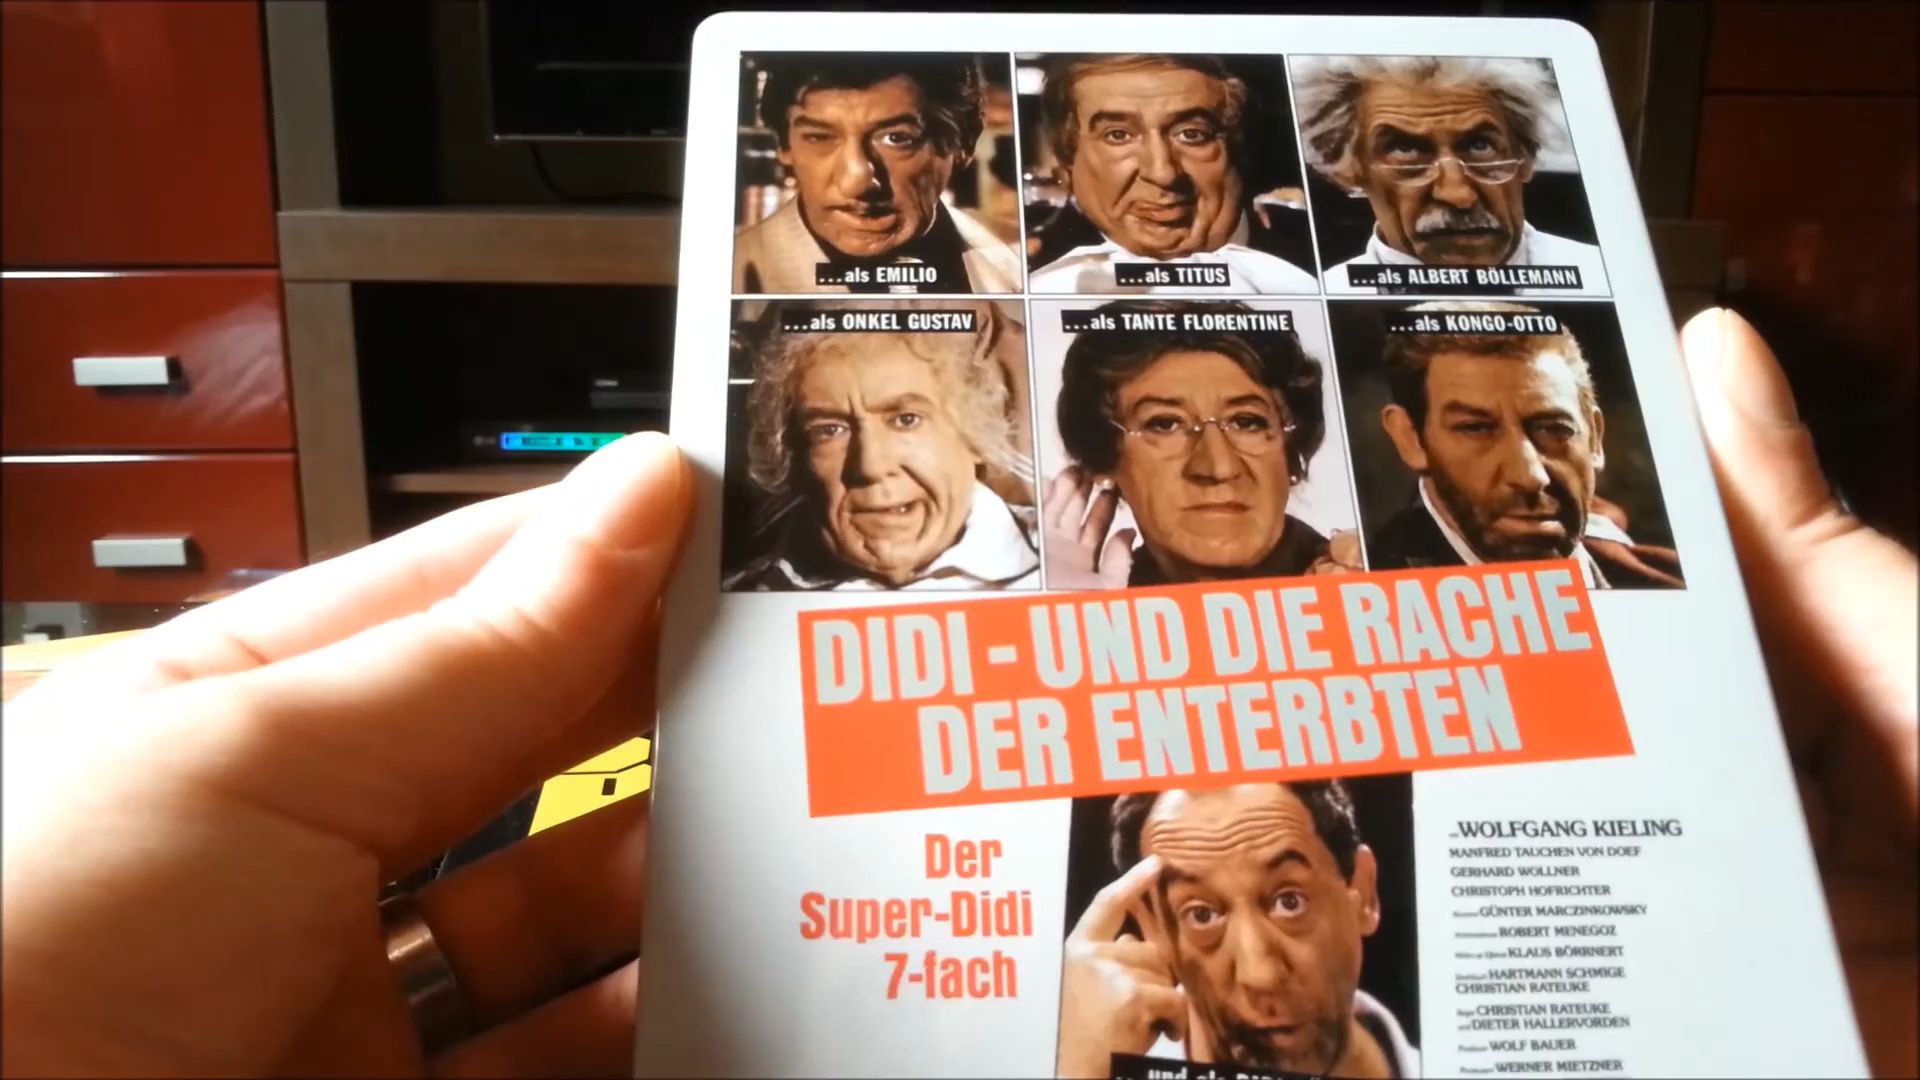 ...als EMILIO
...als TITUS
...als ALBERT BÖLLEMANN
...als ONKEL GUSTAV
...als TANTE FLORENTINE
...als KONGO-OTTO
DIDI - UND DIE RACHE
DER ENTERBTEN
Der
Super-Didi
7-fach
WOLFGANG KIELING
MANFRED TAUCHEN VON DOEF
GERHARD WOLLNER
CHRISTOPH HOFRICHTER
GÜNTER MARCZINKOWSKY
ROBERT MENEGOZ
KLAUS BÖRRNERT
HARTMANN SCHMIGE
CHRISTIAN RATEUKE
CHRISTIAN RATEUKE
und DIETER HALLERVORDEN
WOLF BAUER
WERNER MIETZNER